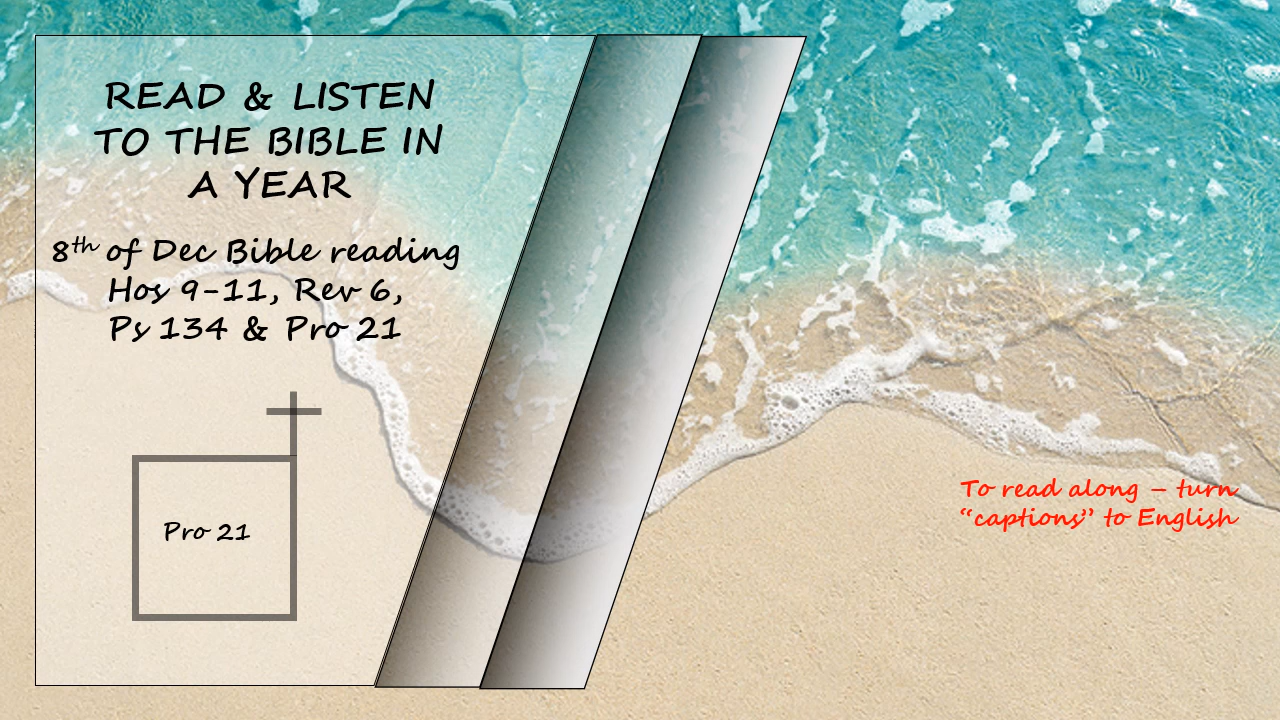 READ & LISTEN
TO THE BIBLE IN
A YEAR
8th of Dec Bible reading
Hos 9-11, Rev 6,
Ps 134 & Pro 21
Pro 21
To read along – turn
“captions” to English